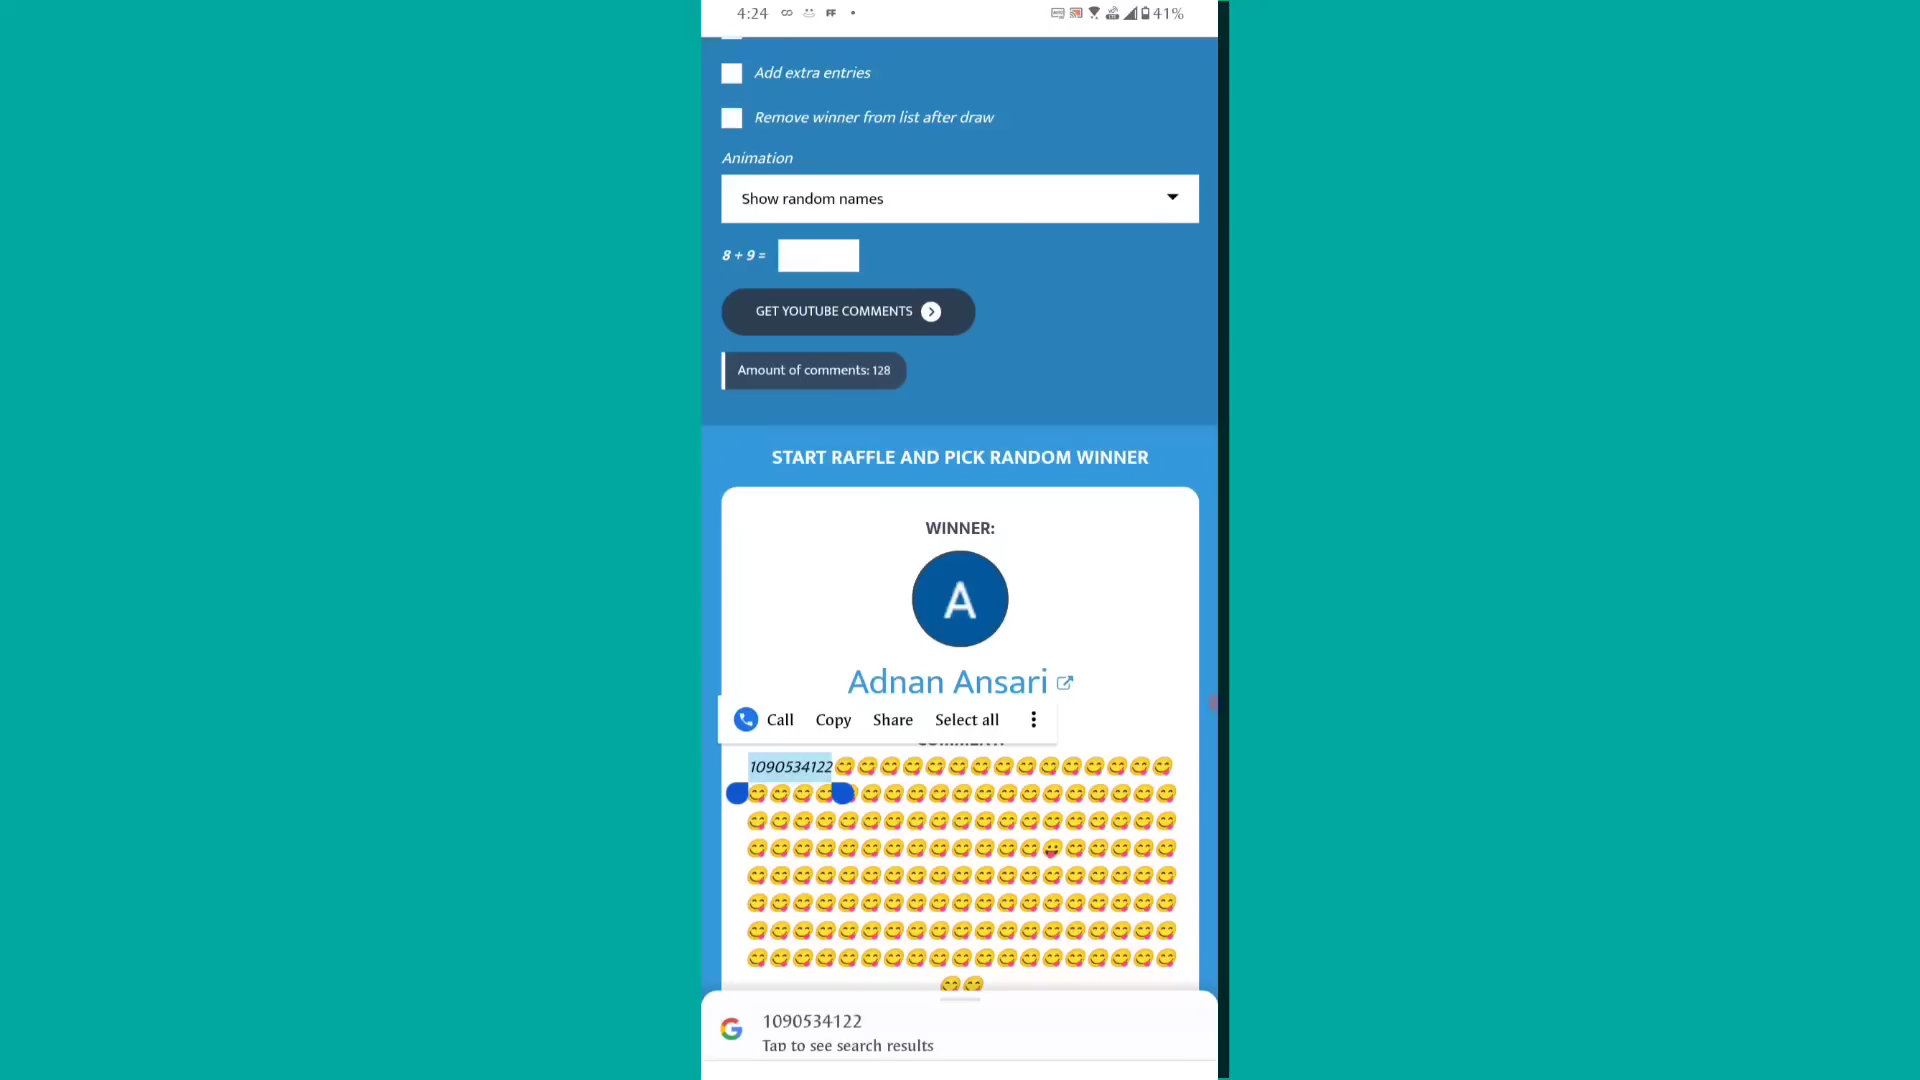 4:24 41%
Add extra entries
Remove winner from list after draw
Animation
Show random names
8 + 9 =
GET YOUTUBE COMMENTS
Amount of comments: 128
START RAFFLE AND PICK RANDOM WINNER
WINNER:
A
Adnan Ansari
Call Copy Share Select all
1090534122😋😋😋😋😋😋😋😋😋😋😋😋😋😋😋
1090534122
Tap to see search results